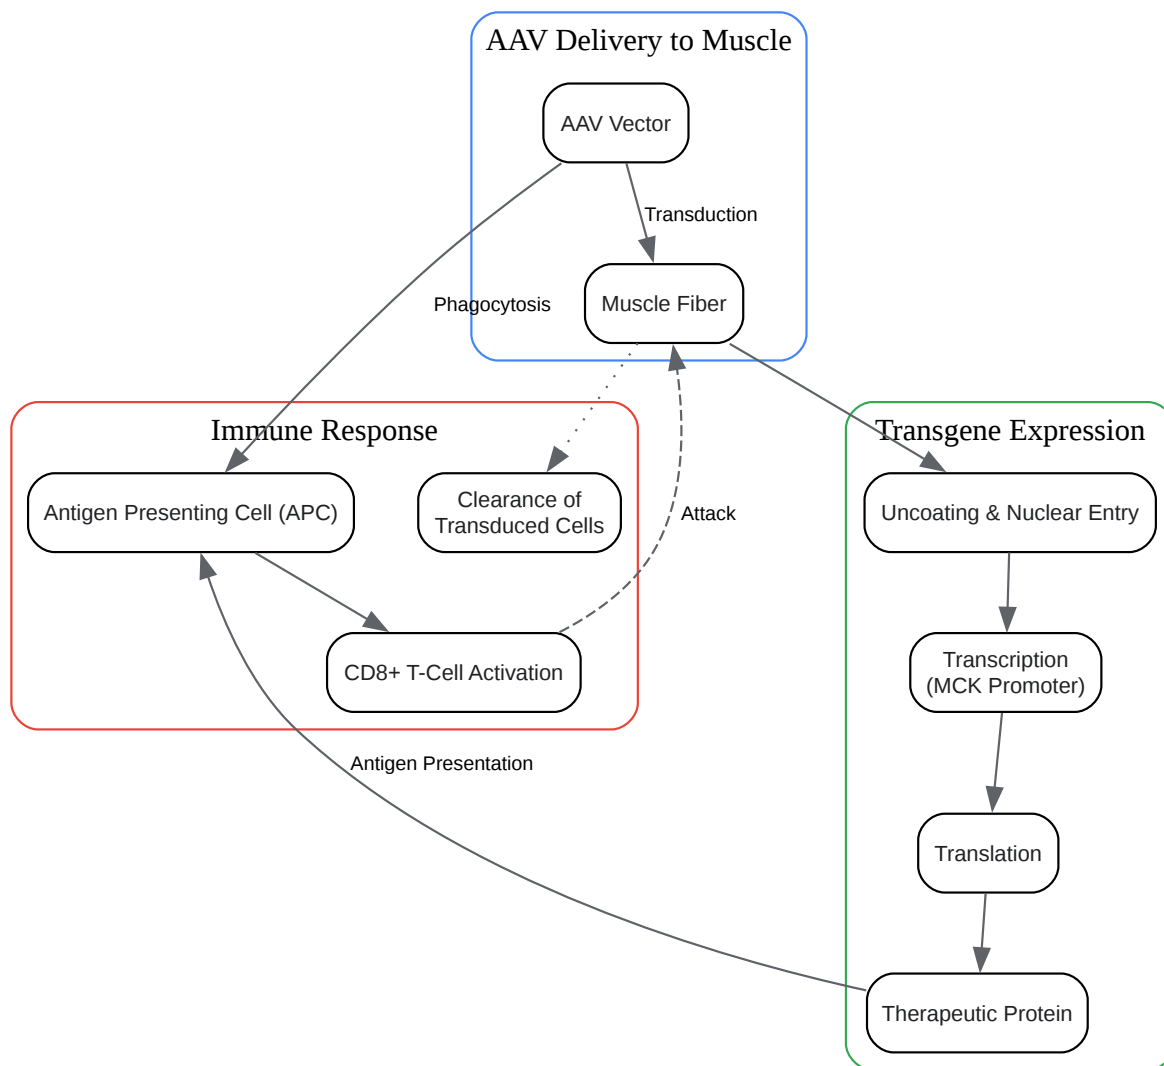 AAV Delivery to Muscle
AAV Vector
Transduction
Phagocytosis
Muscle Fiber
Immune Response
Transgene Expression
Antigen Presenting Cell (APC)
Clearance of
Transduced Cells
Attack
Uncoating & Nuclear Entry
CD8+ T-Cell Activation
Transcription
(MCK Promoter)
Antigen Presentation
Translation
Therapeutic Protein